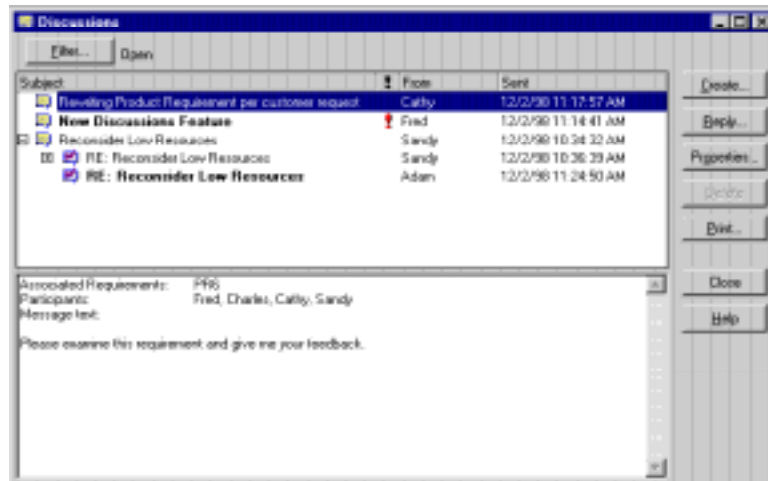 Discussions
Filter... Open
Subject ! From Sent
Rewriting Product Requirement per customer request Cathy 12/2/98 11:17:57 AM
New Discussions Feature ! Fred 12/2/98 11:14:41 AM
Reconsider Low Resources Sandy 12/2/98 10:34:32 AM
RE: Reconsider Low Resources Sandy 12/2/98 10:36:39 AM
RE: Reconsider Low Resources Adam 12/2/98 11:24:50 AM
Create...
Reply...
Properties...
Delete
Print...
Close
Help
Associated Requirements: PR6
Participants: Fred, Charles, Cathy, Sandy
Message text:
Please examine this requirement and give me your feedback.